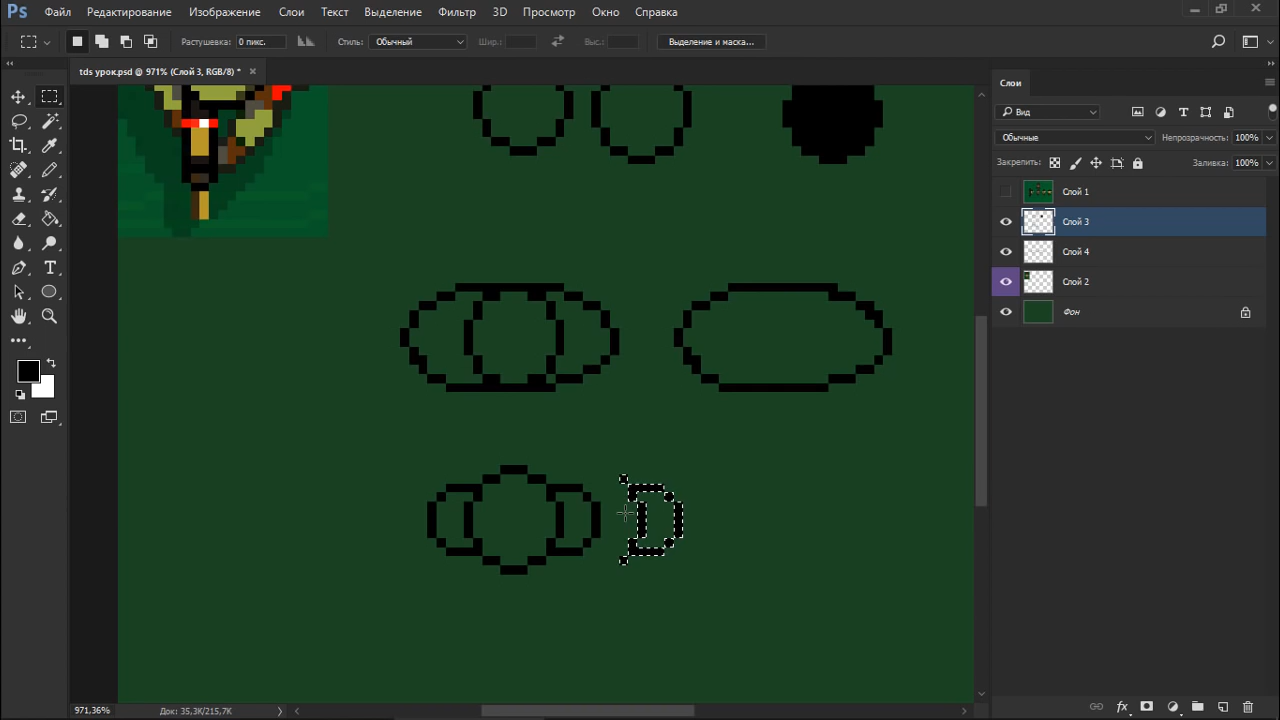 Ps Файл Редактирование Изображение Слои Текст Выделение Фильтр 3D Просмотр Окно Справка
Растушевка: 0 пикс. Стиль: Обычный Шир.: Выс.: Выделение и маска...
tds урок.psd @ 971% (Слой 3, RGB/8) *
Слои
Вид
Обычные Непрозрачность: 100%
Закрепить: Заливка: 100%
Слой 1
Слой 3
Слой 4
Слой 2
Фон
971,36% Док: 35,3K/215,7K